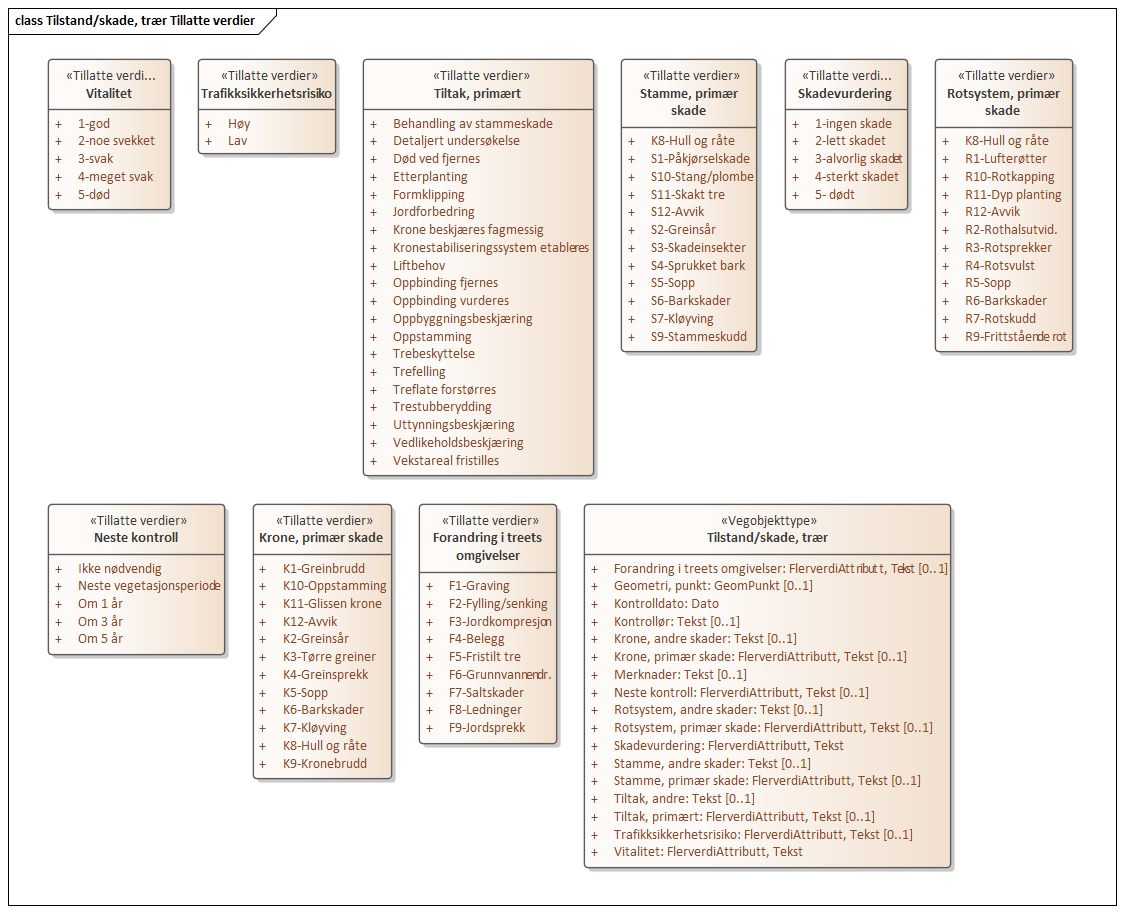 class Tilstand/skade, trær Tillatte verdier
«Tillatte verdi...
Vitalitet
+ 1-god
+ 2-noe svekket
+ 3-svak
+ 4-meget svak
+ 5-død
«Tillatte verdier»
Trafikksikkerhetsrisiko
+ Høy
+ Lav
«Tillatte verdier»
Tiltak, primært
+ Behandling av stammeskade
+ Detaljert undersøkelse
+ Død ved fjernes
+ Etterplanting
+ Formklipping
+ Jordforbedring
+ Krone beskjæres fagmessig
+ Kronestabiliseringssystem etableres
+ Liftbehov
+ Oppbinding fjernes
+ Oppbinding vurderes
+ Oppbyggningsbeskjæring
+ Oppstamming
+ Trebeskyttelse
+ Trefelling
+ Treflate forstørres
+ Trestubberydding
+ Uttynningsbeskjæring
+ Vedlikeholdsbeskjæring
+ Vekstareal fristilles
«Tillatte verdier»
Stamme, primær
skade
+ K8-Hull og råte
+ S1-Påkjørselskade
+ S10-Stang/plombe
+ S11-Skakt tre
+ S12-Avvik
+ S2-Greinsår
+ S3-Skadeinsekter
+ S4-Sprukket bark
+ S5-Sopp
+ S6-Barkskader
+ S7-Kløyving
+ S9-Stammeskudd
«Tillatte verdi...
Skadevurdering
+ 1-ingen skade
+ 2-lett skadet
+ 3-alvorlig skadet
+ 4-sterkt skadet
+ 5- dødt
«Tillatte verdier»
Rotsystem, primær
skade
+ K8-Hull og råte
+ R1-Lufterøtter
+ R10-Rotkapping
+ R11-Dyp planting
+ R12-Avvik
+ R2-Rothalsutvid.
+ R3-Rotsprekker
+ R4-Rotsvulst
+ R5-Sopp
+ R6-Barkskader
+ R7-Rotskudd
+ R9-Frittstående rot
«Tillatte verdier»
Neste kontroll
+ Ikke nødvendig
+ Neste vegetasjonsperiode
+ Om 1 år
+ Om 3 år
+ Om 5 år
«Tillatte verdier»
Krone, primær skade
+ K1-Greinbrudd
+ K10-Oppstamming
+ K11-Glissen krone
+ K12-Avvik
+ K2-Greinsår
+ K3-Tørre greiner
+ K4-Greinsprekk
+ K5-Sopp
+ K6-Barkskader
+ K7-Kløyving
+ K8-Hull og råte
+ K9-Kronebrudd
«Tillatte verdier»
Forandring i treets
omgivelser
+ F1-Graving
+ F2-Fylling/senking
+ F3-Jordkompresjon
+ F4-Belegg
+ F5-Fristilt tre
+ F6-Grunnvannendr.
+ F7-Saltskader
+ F8-Ledninger
+ F9-Jordsprekk
«Vegobjekttype»
Tilstand/skade, trær
+ Forandring i treets omgivelser: FlerverdiAttributt, Tekst [0..1]
+ Geometri, punkt: GeomPunkt [0..1]
+ Kontrolldato: Dato
+ Kontrollør: Tekst [0..1]
+ Krone, andre skader: Tekst [0..1]
+ Krone, primær skade: FlerverdiAttributt, Tekst [0..1]
+ Merknader: Tekst [0..1]
+ Neste kontroll: FlerverdiAttributt, Tekst [0..1]
+ Rotsystem, andre skader: Tekst [0..1]
+ Rotsystem, primær skade: FlerverdiAttributt, Tekst [0..1]
+ Skadevurdering: FlerverdiAttributt, Tekst
+ Stamme, andre skader: Tekst [0..1]
+ Stamme, primær skade: FlerverdiAttributt, Tekst [0..1]
+ Tiltak, andre: Tekst [0..1]
+ Tiltak, primært: FlerverdiAttributt, Tekst [0..1]
+ Trafikksikkerhetsrisiko: FlerverdiAttributt, Tekst [0..1]
+ Vitalitet: FlerverdiAttributt, Tekst